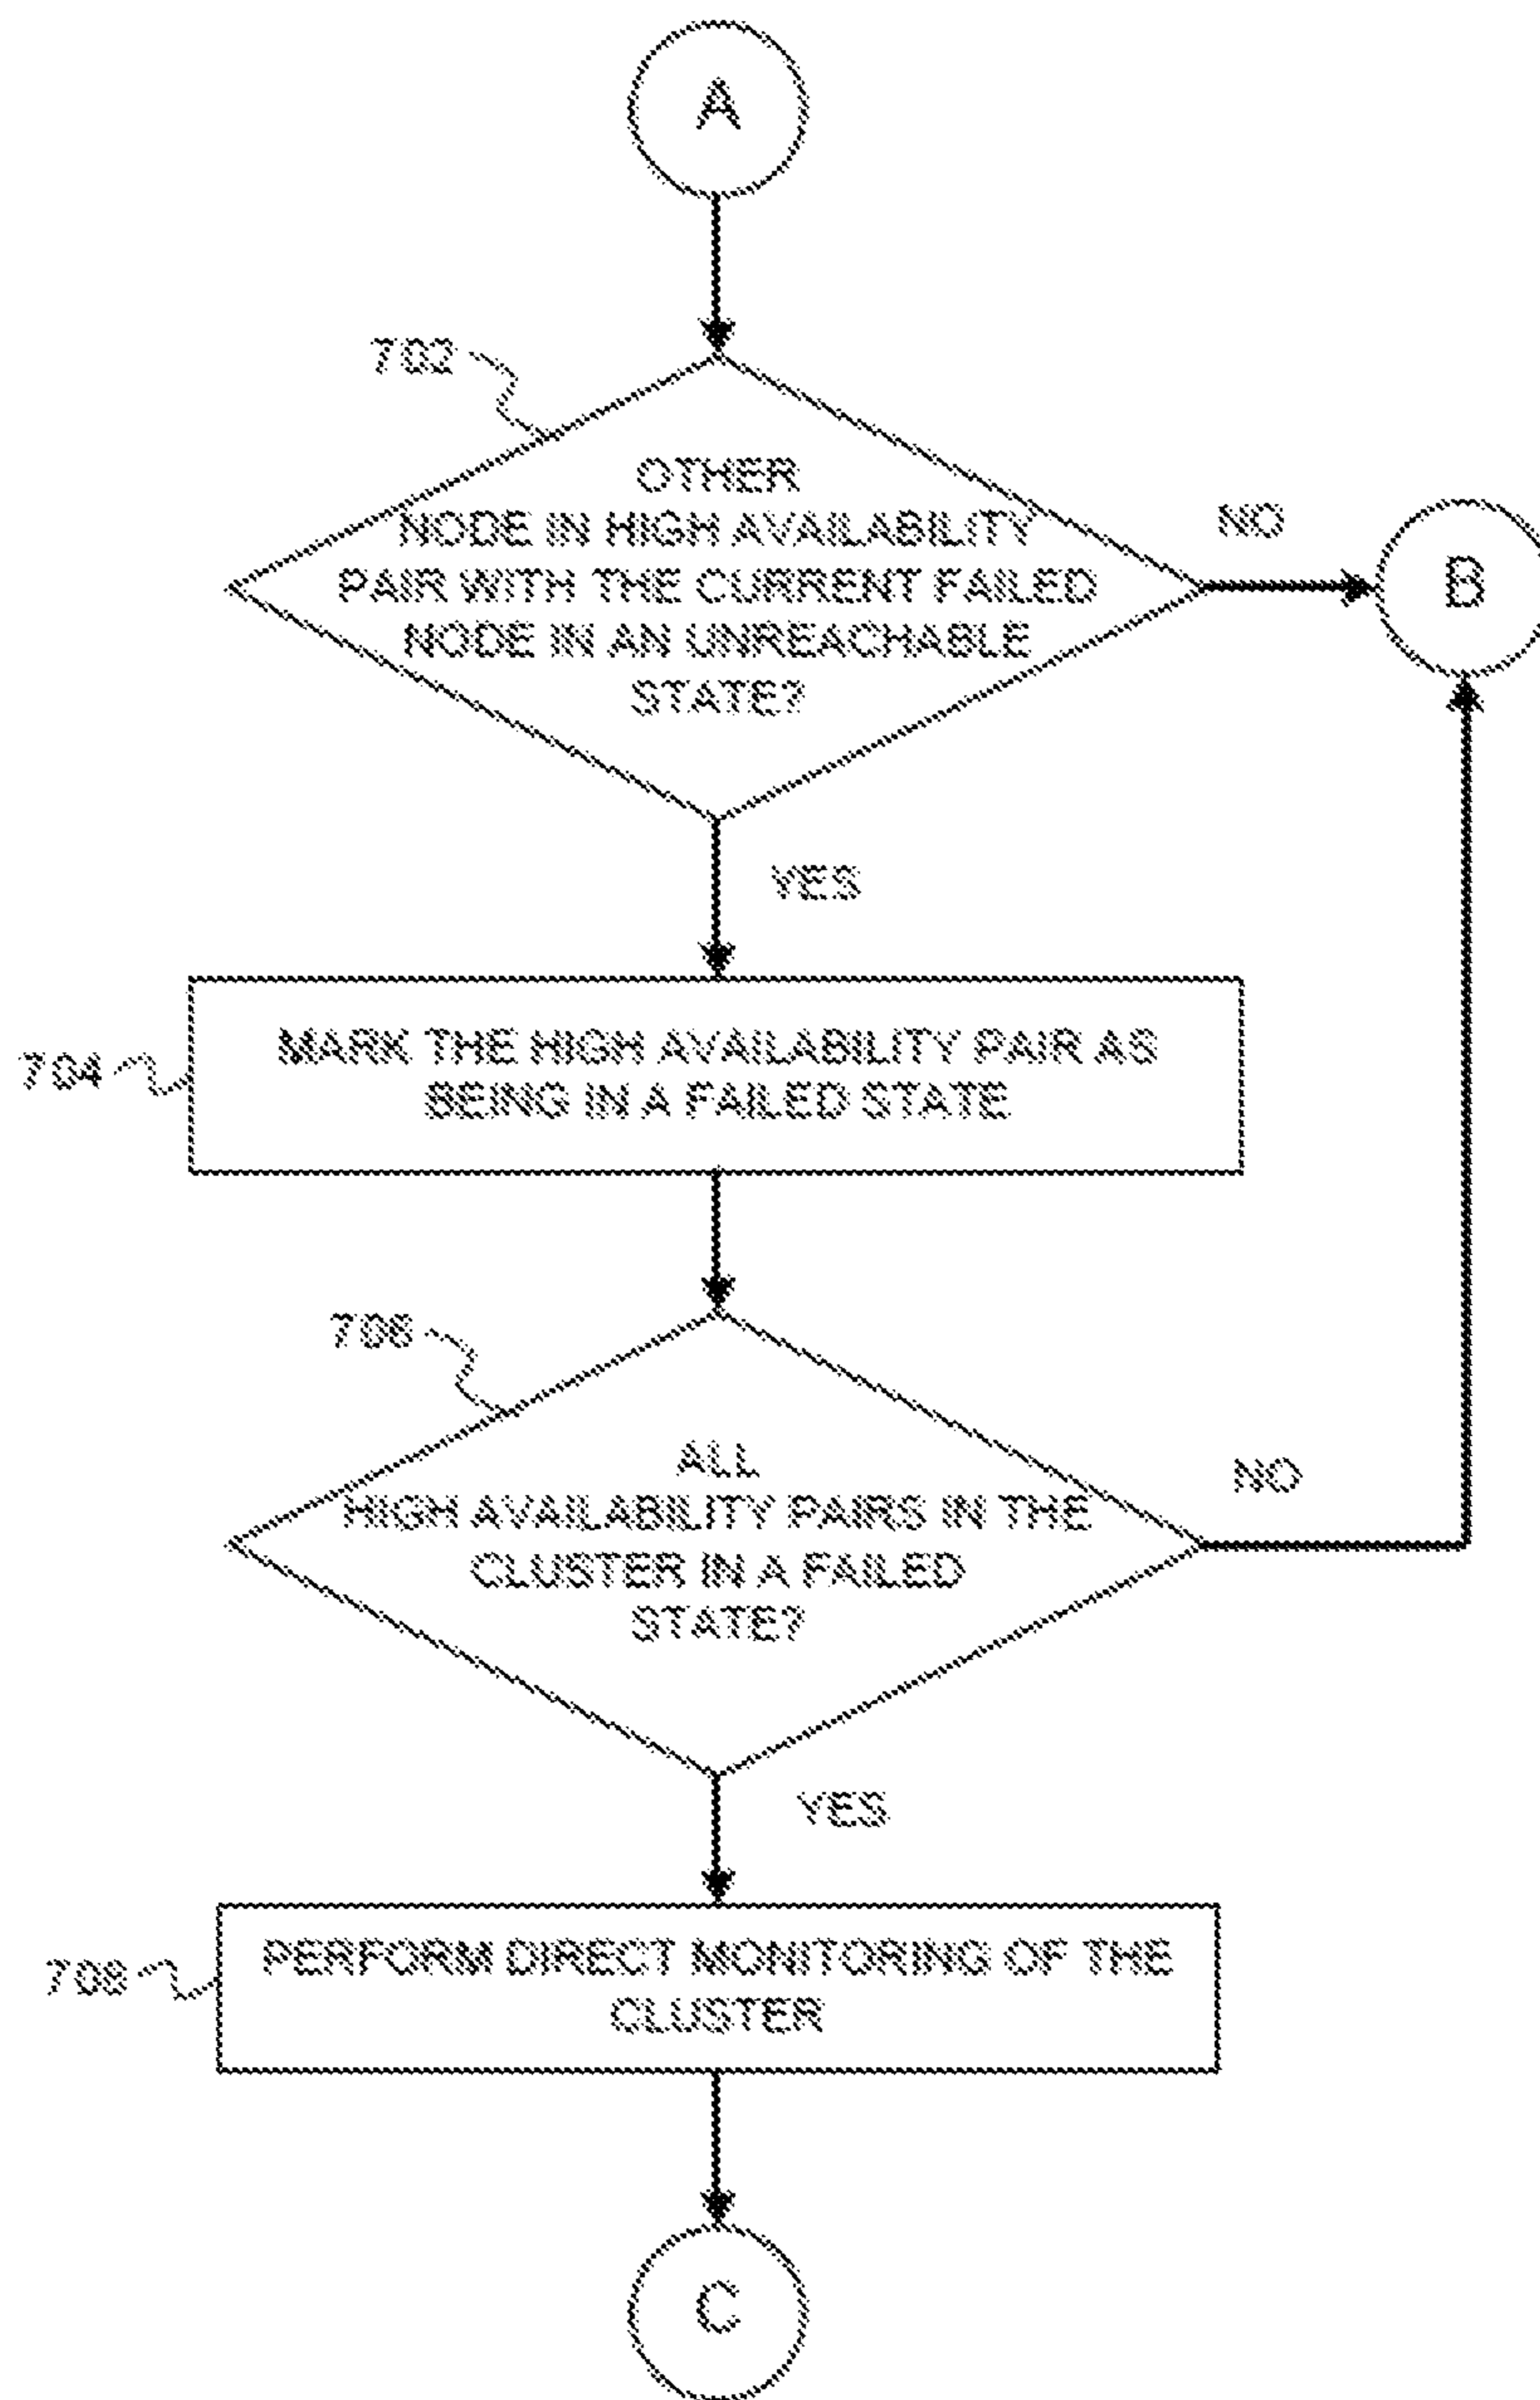 A
702
OTHER
NODE IN HIGH AVAILABILITY
PAIR WITH THE CURRENT FAILED
NODE IN AN UNREACHABLE
STATE?
NO
B
YES
704
MARK THE HIGH AVAILABILITY PAIR AS
BEING IN A FAILED STATE
706
ALL
HIGH AVAILABILITY PAIRS IN THE
CLUSTER IN A FAILED
STATE?
NO
YES
708
PERFORM DIRECT MONITORING OF THE
CLUSTER
C